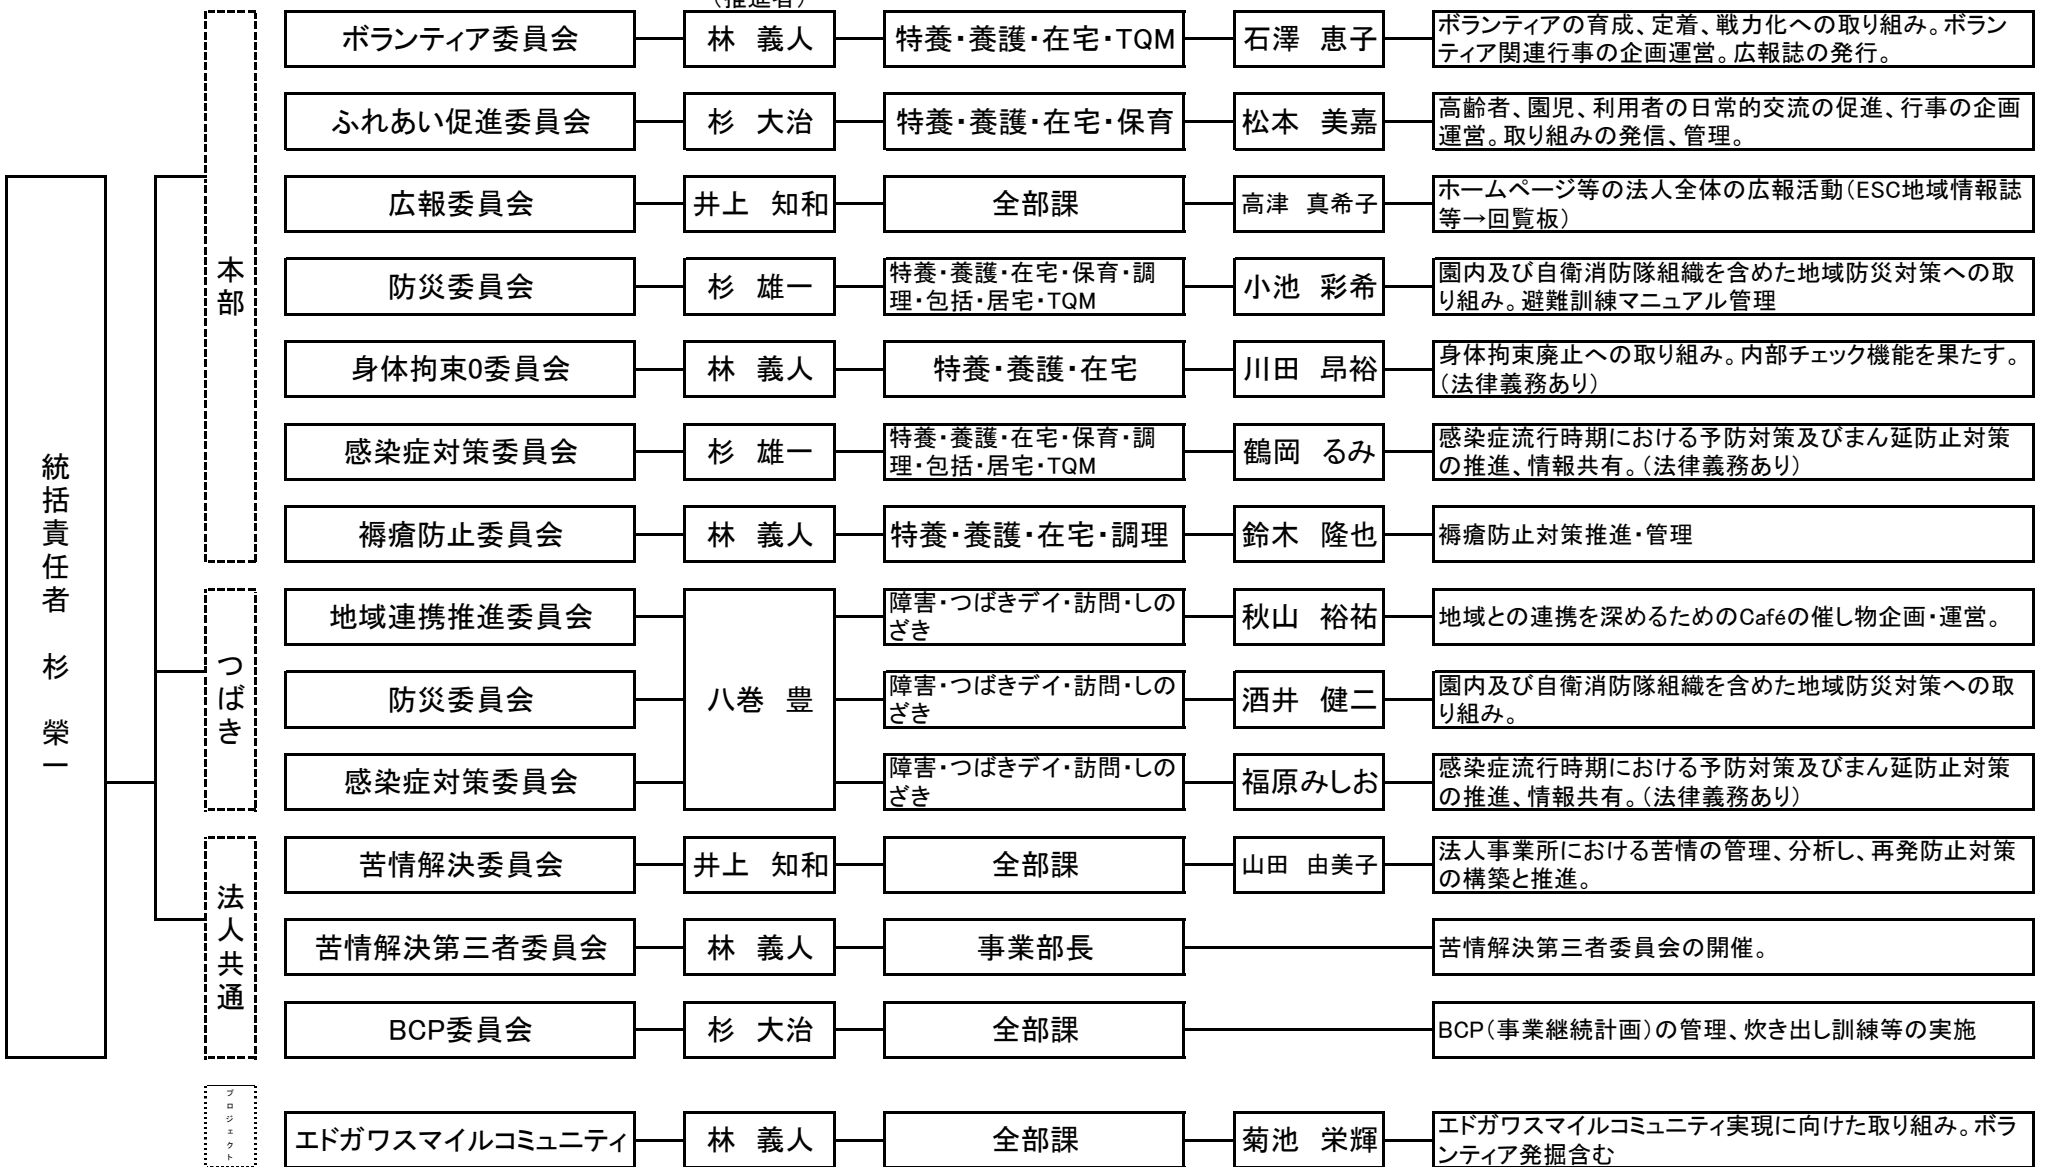 （推進者）
ボランティア委員会
林　義人
特養・養護・在宅・TQM
石澤　恵子
ボランティアの育成、定着、戦力化への取り組み。ボラン
ティア関連行事の企画運営。広報誌の発行。
ふれあい促進委員会
杉　大治
特養・養護・在宅・保育
松本　美嘉
高齢者、園児、利用者の日常的交流の促進、行事の企画
運営。取り組みの発信、管理。
広報委員会
井上　知和
全部課
高津　真希子
ホームページ等の法人全体の広報活動（ESC地域情報誌
等→回覧板）
本部
防災委員会
杉　雄一
特養・養護・在宅・保育・調
理・包括・居宅・TQM
小池　彩希
園内及び自衛消防隊組織を含めた地域防災対策への取
り組み。避難訓練マニュアル管理
身体拘束0委員会
林　義人
特養・養護・在宅
川田　昂裕
身体拘束廃止への取り組み。内部チェック機能を果たす。
（法律義務あり）
統括責任者　杉　榮一
感染症対策委員会
杉　雄一
特養・養護・在宅・保育・調
理・包括・居宅・TQM
鶴岡　るみ
感染症流行時期における予防対策及びまん延防止対策
の推進、情報共有。（法律義務あり）
褥瘡防止委員会
林　義人
特養・養護・在宅・調理
鈴木　隆也
褥瘡防止対策推進・管理
つばき
地域連携推進委員会
八巻　豊
障害・つばきデイ・訪問・しの
ざき
秋山　裕祐
地域との連携を深めるためのCaféの催し物企画・運営。
防災委員会
障害・つばきデイ・訪問・しの
ざき
酒井　健二
園内及び自衛消防隊組織を含めた地域防災対策への取
り組み。
感染症対策委員会
障害・つばきデイ・訪問・しの
ざき
福原みしお
感染症流行時期における予防対策及びまん延防止対策
の推進、情報共有。（法律義務あり）
法人共通
苦情解決委員会
井上　知和
全部課
山田　由美子
法人事業所における苦情の管理、分析し、再発防止対策
の構築と推進。
苦情解決第三者委員会
林　義人
事業部長
苦情解決第三者委員会の開催。
BCP委員会
杉　大治
全部課
BCP（事業継続計画）の管理、炊き出し訓練等の実施
プロジェクト
エドガワスマイルコミュニティ
林　義人
全部課
菊池　栄輝
エドガワスマイルコミュニティ実現に向けた取り組み。ボラ
ンティア発掘含む